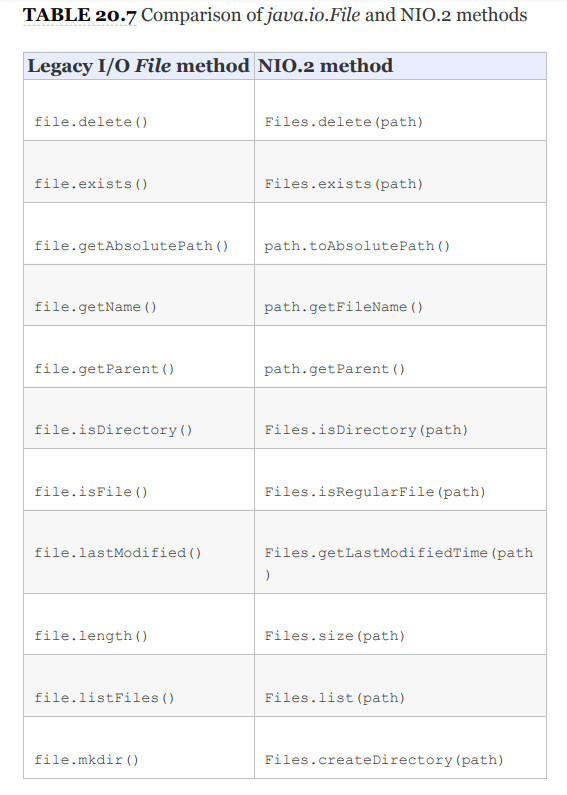 TABLE 20.7 Comparison of java.io.File and NIO.2 methods
Legacy I/O File method NIO.2 method
file.delete() Files.delete(path)
file.exists() Files.exists(path)
file.getAbsolutePath() path.toAbsolutePath()
file.getName() path.getFileName()
file.getParent() path.getParent()
file.isDirectory() Files.isDirectory(path)
file.isFile() Files.isRegularFile(path)
file.lastModified() Files.getLastModifiedTime(path
)
file.length() Files.size(path)
file.listFiles() Files.list(path)
file.mkdir() Files.createDirectory(path)